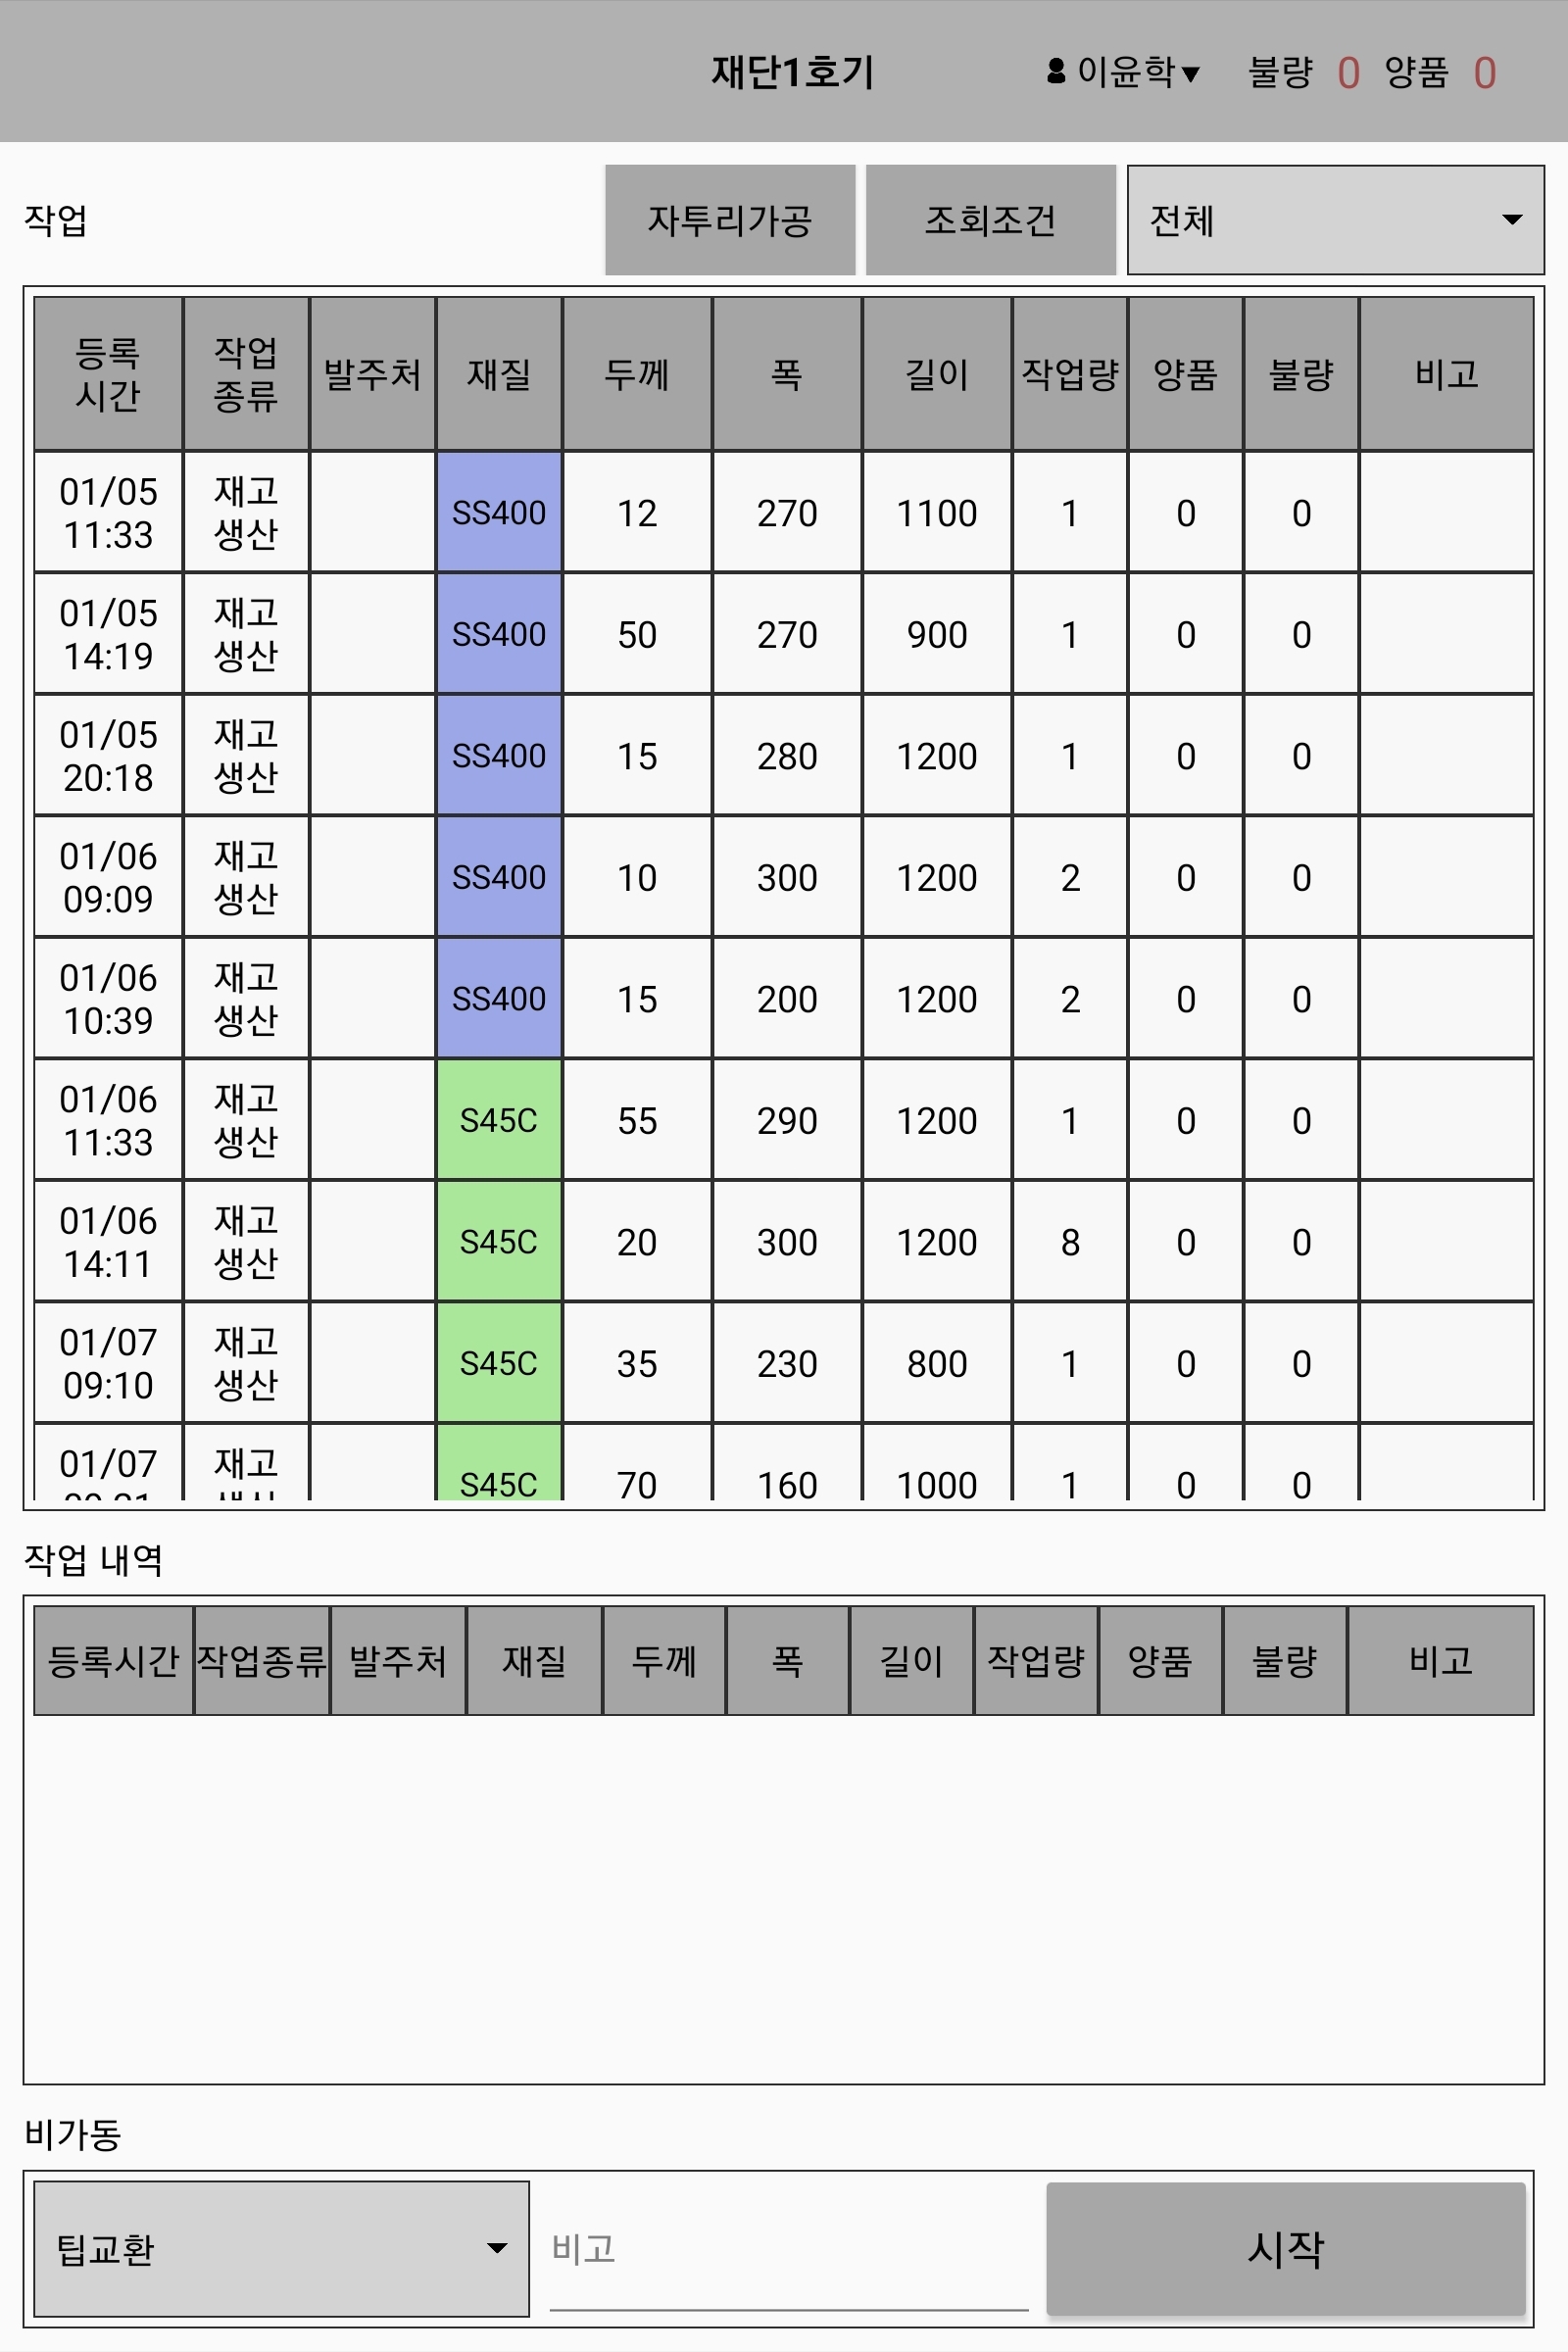 재단1호기 이윤학▼ 불량 0 양품 0
작업 자투리가공 조회조건 전체
등록 시간 작업 종류 발주처 재질 두께 폭 길이 작업량 양품 불량 비고
01/05 11:33 재고 생산 SS400 12 270 1100 1 0 0
01/05 14:19 재고 생산 SS400 50 270 900 1 0 0
01/05 20:18 재고 생산 SS400 15 280 1200 1 0 0
01/06 09:09 재고 생산 SS400 10 300 1200 2 0 0
01/06 10:39 재고 생산 SS400 15 200 1200 2 0 0
01/06 11:33 재고 생산 S45C 55 290 1200 1 0 0
01/06 14:11 재고 생산 S45C 20 300 1200 8 0 0
01/07 09:10 재고 생산 S45C 35 230 800 1 0 0
01/07 재고 S45C 70 160 1000 1 0 0
작업 내역
등록시간 작업종류 발주처 재질 두께 폭 길이 작업량 양품 불량 비고
비가동
팁교환 비고 시작